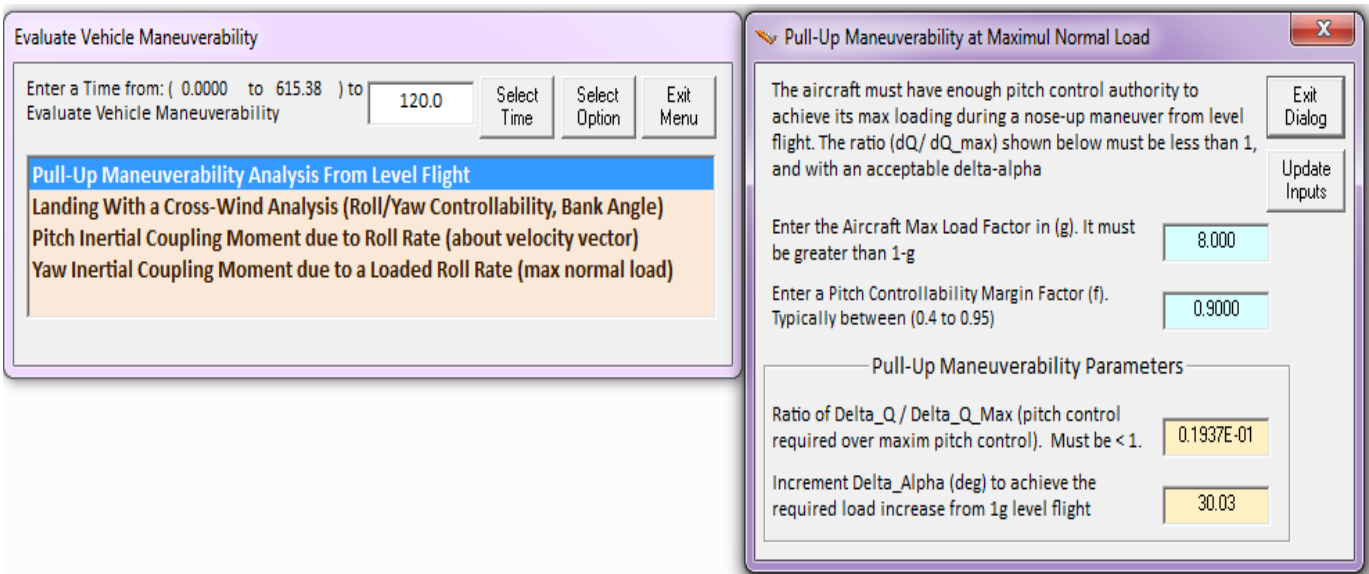 Evaluate Vehicle Maneuverability
Enter a Time from: ( 0.0000 to 615.38 ) to
Evaluate Vehicle Maneuverability
120.0
Select
Time
Select
Option
Exit
Menu
Pull-Up Maneuverability Analysis From Level Flight
Landing With a Cross-Wind Analysis (Roll/Yaw Controllability, Bank Angle)
Pitch Inertial Coupling Moment due to Roll Rate (about velocity vector)
Yaw Inertial Coupling Moment due to a Loaded Roll Rate (max normal load)
Pull-Up Maneuverability at Maximul Normal Load
X
The aircraft must have enough pitch control authority to
achieve its max loading during a nose-up maneuver from level
flight. The ratio (dQ/ dQ_max) shown below must be less than 1,
and with an acceptable delta-alpha
Exit
Dialog
Update
Inputs
Enter the Aircraft Max Load Factor in (g). It must
be greater than 1-g
8.000
Enter a Pitch Controllability Margin Factor (f).
Typically between (0.4 to 0.95)
0.9000
Pull-Up Maneuverability Parameters
Ratio of Delta_Q / Delta_Q_Max (pitch control
required over maxim pitch control). Must be < 1.
0.1937E-01
Increment Delta_Alpha (deg) to achieve the
required load increase from 1g level flight
30.03